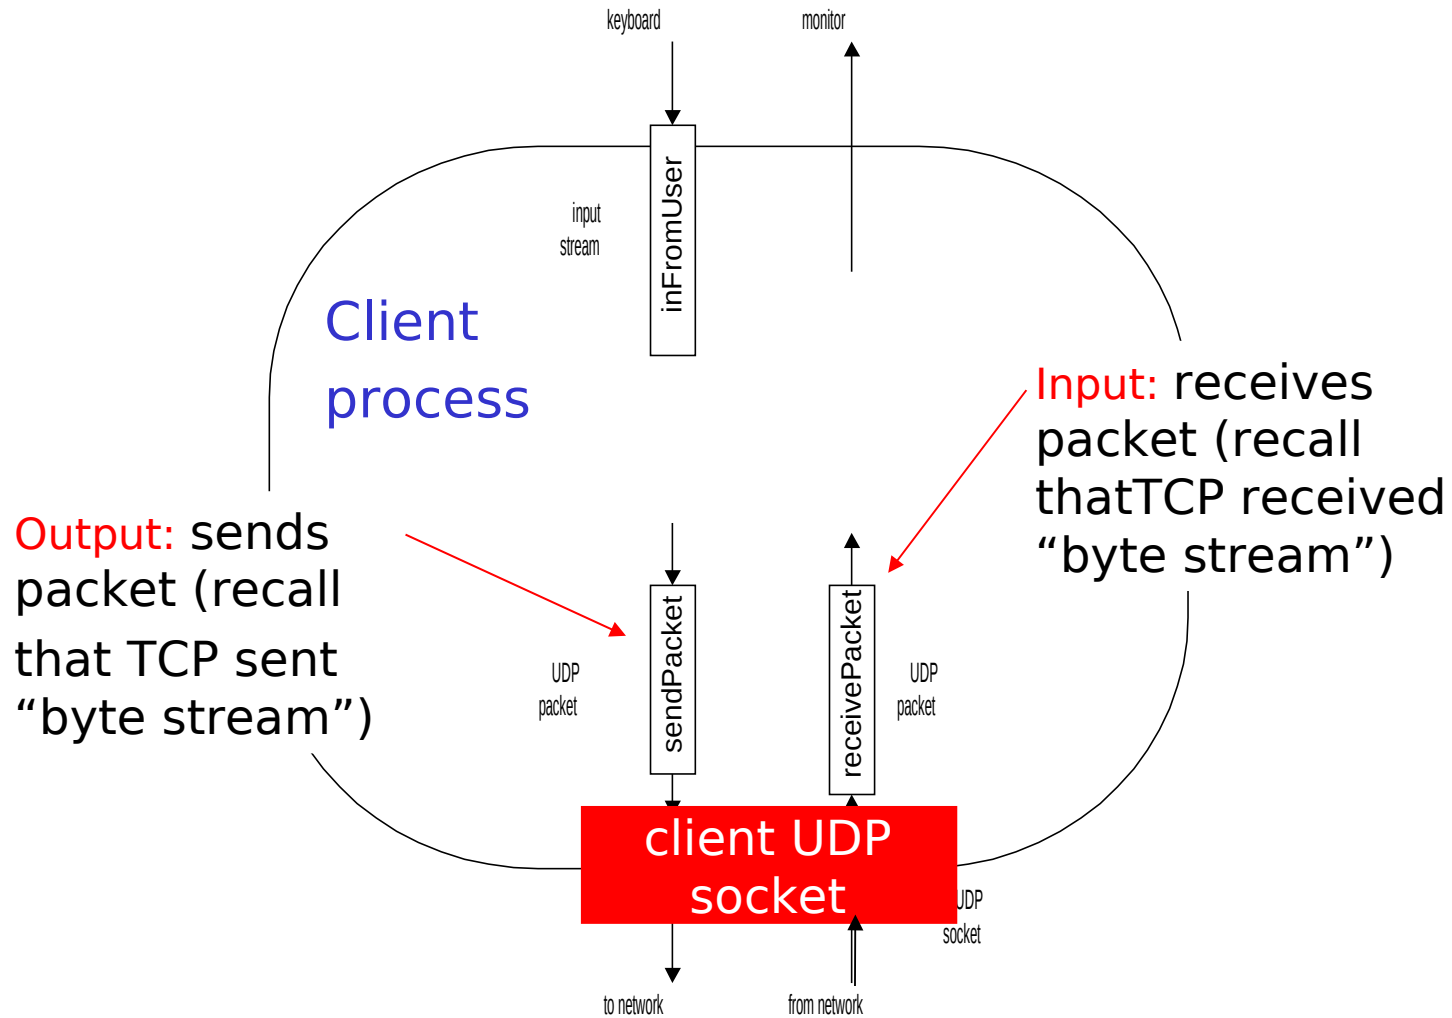 keyboard
monitor
inFromUser
input
stream
Client
process
Input: receives
packet (recall
thatTCP received
“byte stream”)
Output: sends
packet (recall
that TCP sent
“byte stream”)
sendPacket
receivePacket
UDP
packet
UDP
packet
client UDP
socket
UDP
socket
to network
from network